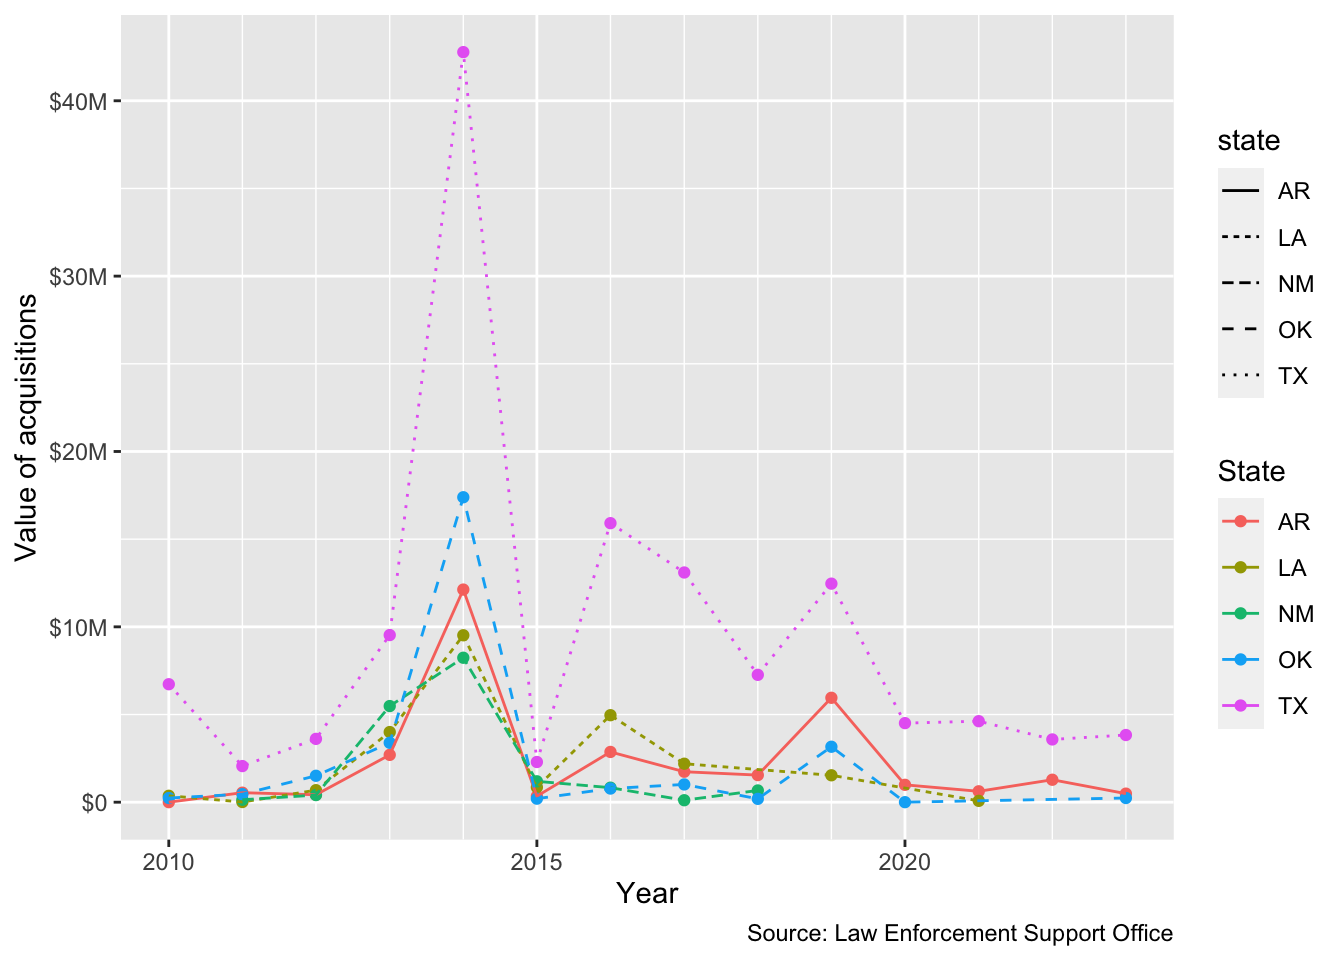 $40M
$30M
$20M
$10M
$0
Value of acquisitions
2010
2015
2020
Year
Source: Law Enforcement Support Office
state
AR
LA
NM
OK
TX
State
AR
LA
NM
OK
TX